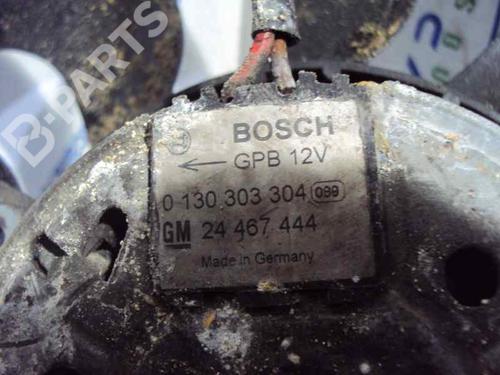 BOSCH
← GPB 12V
0 130 303 304 099
GM 24 467 444
Made in Germany
B-PARTS